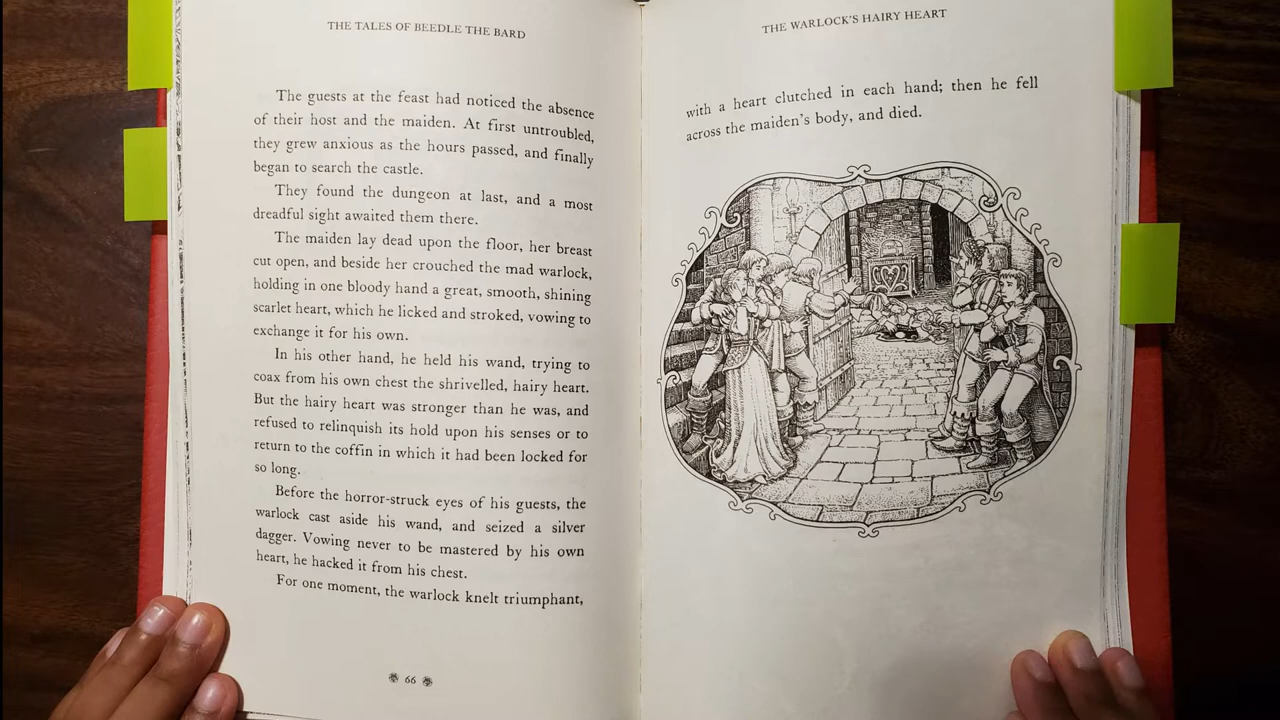 THE TALES OF BEEDLE THE BARD
The guests at the feast had noticed the absence
of their host and the maiden. At first untroubled,
they grew anxious as the hours passed, and finally
began to search the castle.
They found the dungeon at last, and a most
dreadful sight awaited them there.
The maiden lay dead upon the floor, her breast
cut open, and beside her crouched the mad warlock,
holding in one bloody hand a great, smooth, shining
scarlet heart, which he licked and stroked, vowing to
exchange it for his own.
In his other hand, he held his wand, trying to
coax from his own chest the shrivelled, hairy heart.
But the hairy heart was stronger than he was, and
refused to relinquish its hold upon his senses or to
return to the coffin in which it had been locked for
so long.
Before the horror-struck eyes of his guests, the
warlock cast aside his wand, and seized a silver
dagger. Vowing never to be mastered by his own
heart, he hacked it from his chest.
For one moment, the warlock knelt triumphant,
66
THE WARLOCK'S HAIRY HEART
with a heart clutched in each hand; then he fell
across the maiden's body, and died.